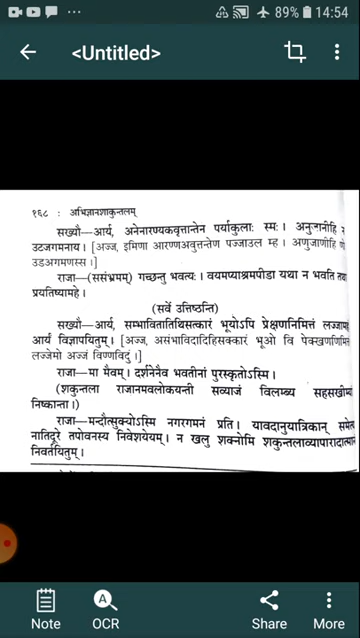 89% 14:54
<Untitled>
१६८ : अभिज्ञानशाकुन्तलम्
सख्यौ—आर्य, अनेनारण्यकवृत्तान्तेन पर्याकुलाः स्मः। अनुजानीहि न
उटजगमनाय। [अज्ज, इमिणा आरण्णअवुत्तन्तेण पज्जाउल म्ह। अणुजाणीहि णो
उडअगमणस्स।]
राजा—(ससंभ्रमम्) गच्छन्तु भवत्यः। वयमप्याश्रमपीडा यथा न भवति तथा
प्रयतिष्यामहे।
(सर्वे उत्तिष्ठन्ति)
सख्यौ—आर्य, सम्भावितातिथिसत्कारं भूयोऽपि प्रेक्षणनिमित्तं लज्जाम
आर्यं विज्ञापयितुम्। [अज्ज, असंभाविदादिहिसक्कारं भूओ वि पेक्खणणिमित्तं
लज्जेमो अज्जं विण्णविदुं।]
राजा—मा मैवम्। दर्शनेनैव भवतीनां पुरस्कृतोऽस्मि।
(शकुन्तला राजानमवलोकयन्ती सव्याजं विलम्ब्य सहसखीभ्यां
निष्क्रान्ता।)
राजा—मन्दौत्सुक्योऽस्मि नगरगमनं प्रति। यावदानुयात्रिकान् समेत्य
नातिदूरे तपोवनस्य निवेशयेयम्। न खलु शक्नोमि शकुन्तलाव्यापारादात्मानं
निवर्तयितुम्।
Note OCR Share More